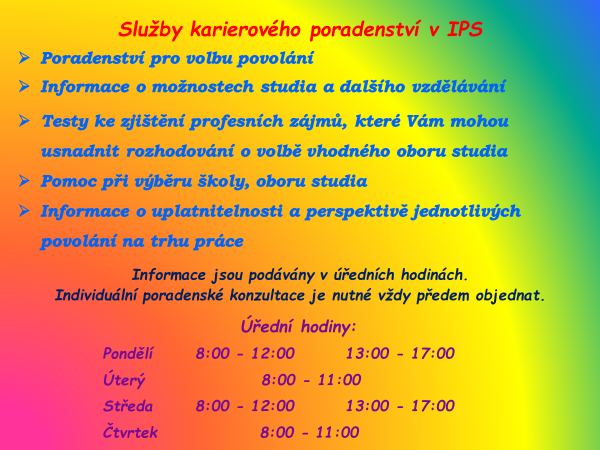 Služby karierového poradenství v IPS
➢ Poradenství pro volbu povolání
➢ Informace o možnostech studia a dalšího vzdělávání
➢ Testy ke zjištění profesních zájmů, které Vám mohou
usnadnit rozhodování o volbě vhodného oboru studia
➢ Pomoc při výběru školy, oboru studia
➢ Informace o uplatnitelnosti a perspektivě jednotlivých
povolání na trhu práce
Informace jsou podávány v úředních hodinách.
Individuální poradenské konzultace je nutné vždy předem objednat.
Úřední hodiny:
Pondělí 8:00 - 12:00 13:00 - 17:00
Úterý 8:00 - 11:00
Středa 8:00 - 12:00 13:00 - 17:00
Čtvrtek 8:00 - 11:00